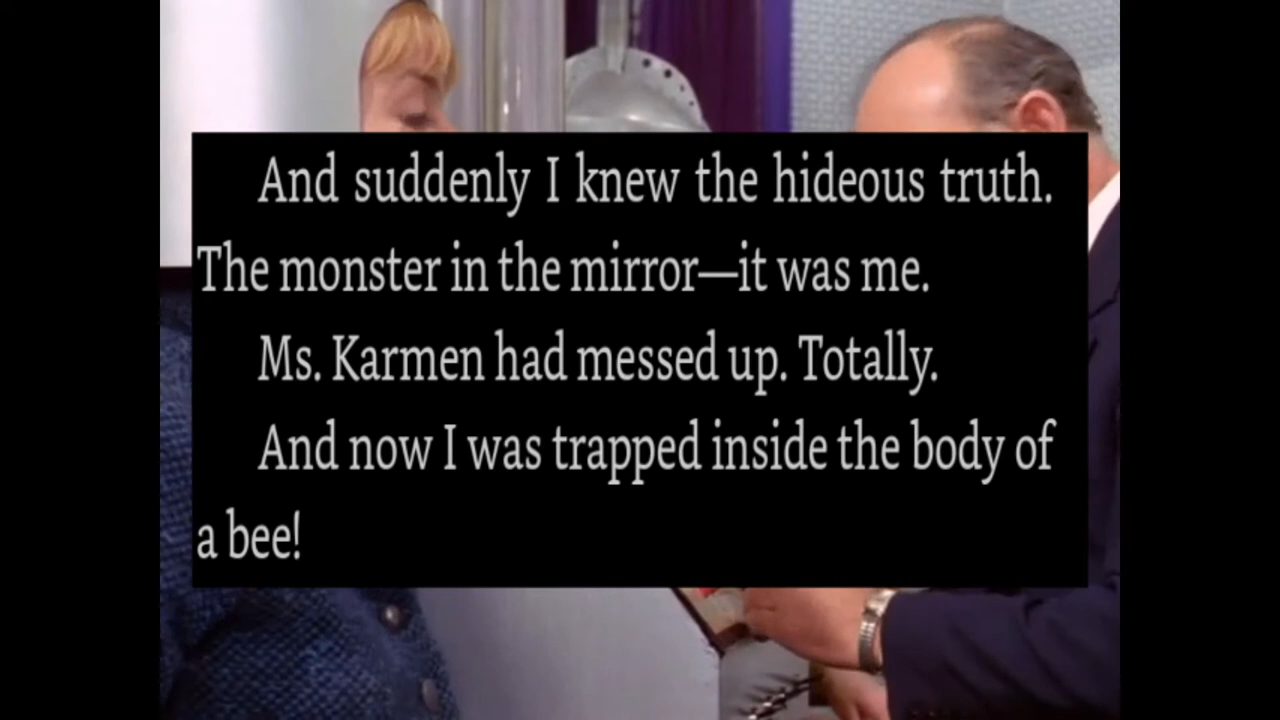 And suddenly I knew the hideous truth.
The monster in the mirror—it was me.
Ms. Karmen had messed up. Totally.
And now I was trapped inside the body of
a bee!